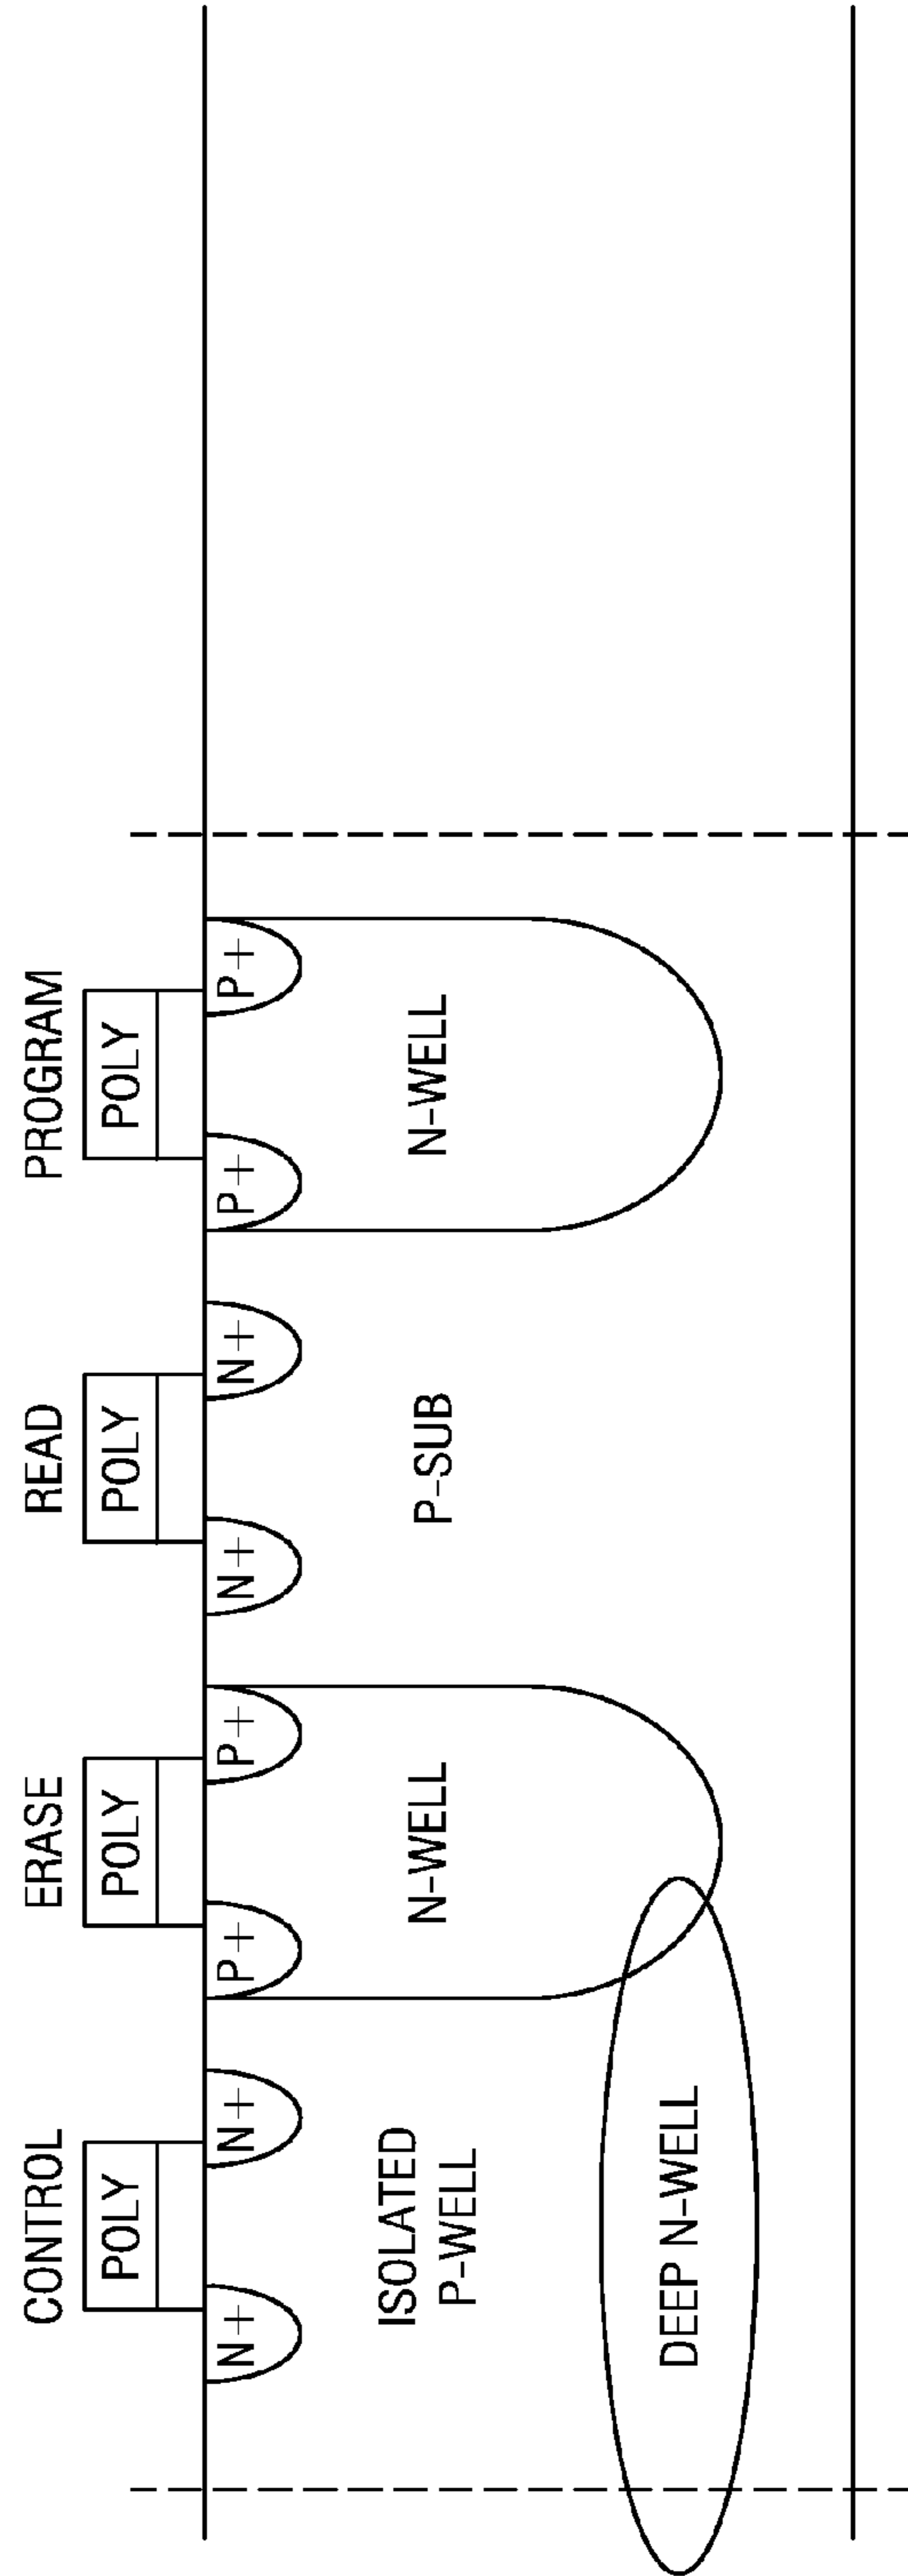 CONTROL
ERASE
READ
PROGRAM
POLY
POLY
POLY
POLY
N+
N+
P+
P+
N+
N+
P+
P+
ISOLATED
P-WELL
N-WELL
P-SUB
N-WELL
DEEP N-WELL